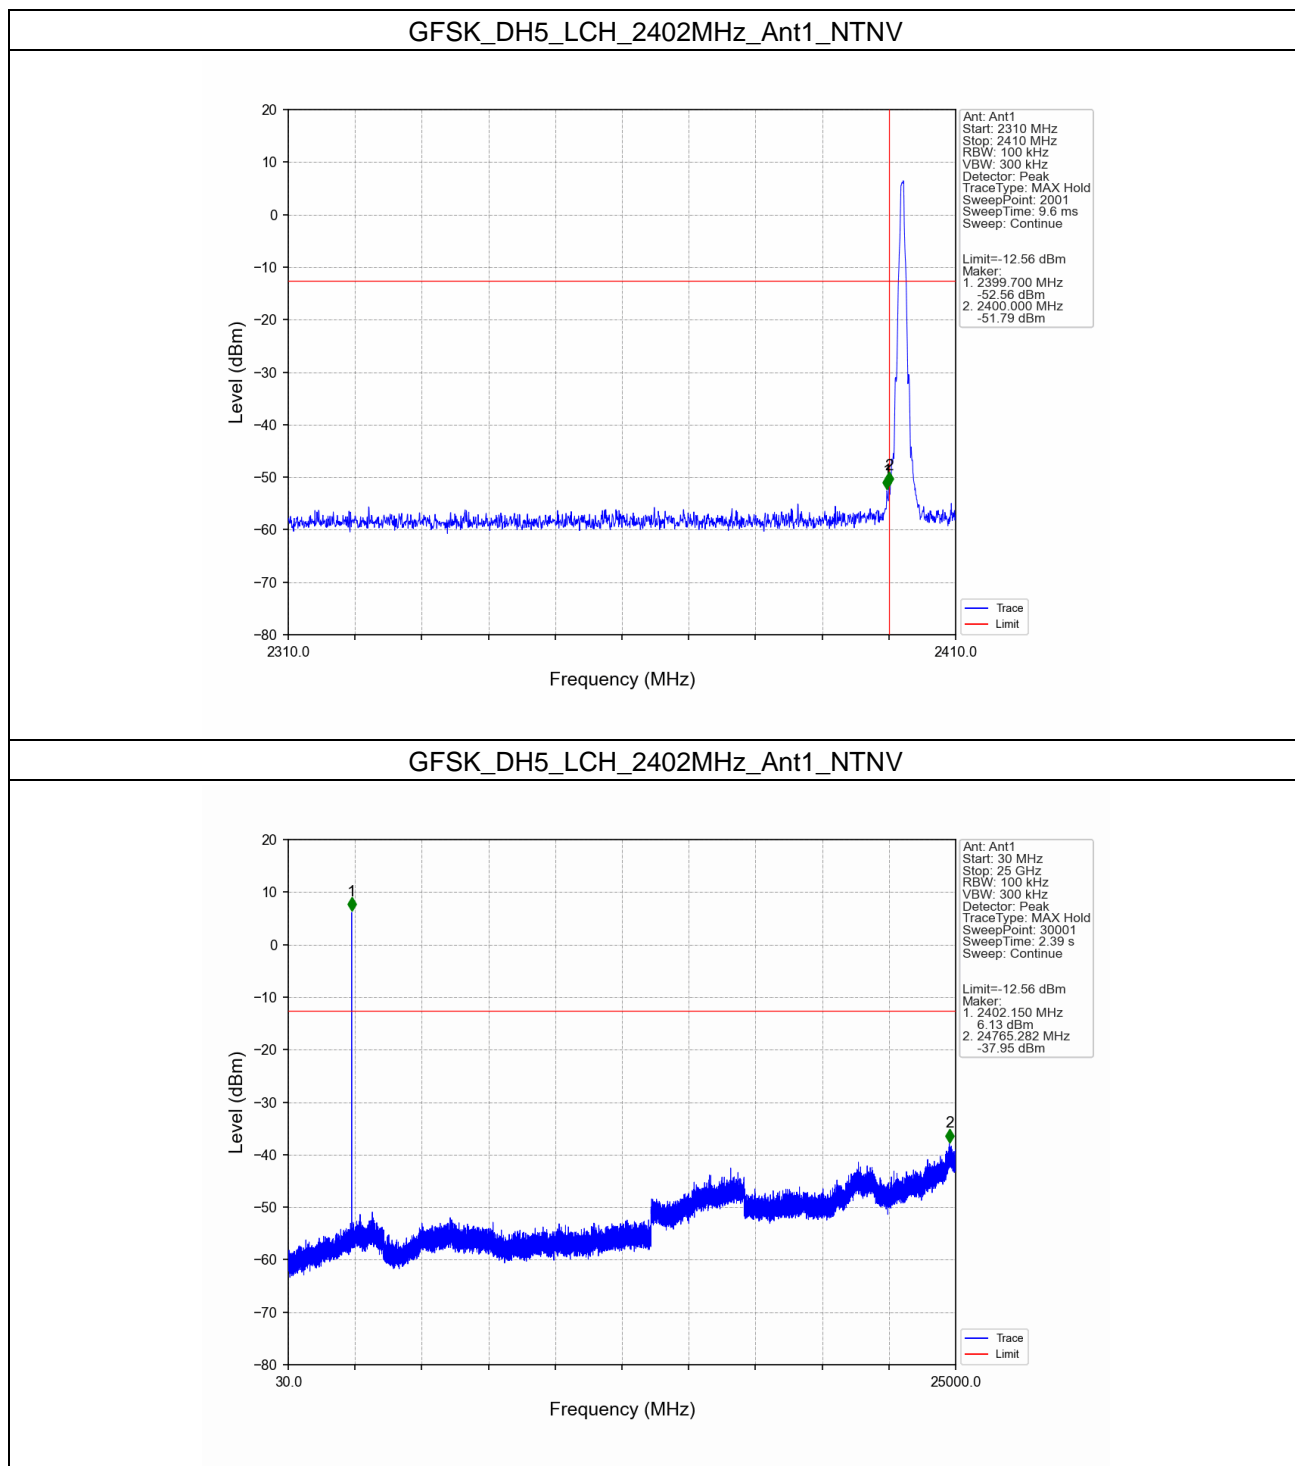 GFSK_DH5_LCH_2402MHz_Ant1_NTNV
20
10
0
−10
−20
−30
−40
−50
−60
−70
−80
Level (dBm)
2310.0
2410.0
Frequency (MHz)
2
Ant: Ant1
Start: 2310 MHz
Stop: 2410 MHz
RBW: 100 kHz
VBW: 300 kHz
Detector: Peak
TraceType: MAX Hold
SweepPoint: 2001
SweepTime: 9.6 ms
Sweep: Continue
Limit=-12.56 dBm
Maker:
1. 2399.700 MHz
-52.56 dBm
2. 2400.000 MHz
-51.79 dBm
Trace
Limit
GFSK_DH5_LCH_2402MHz_Ant1_NTNV
20
10
0
−10
−20
−30
−40
−50
−60
−70
−80
Level (dBm)
30.0
25000.0
Frequency (MHz)
1
2
Ant: Ant1
Start: 30 MHz
Stop: 25 GHz
RBW: 100 kHz
VBW: 300 kHz
Detector: Peak
TraceType: MAX Hold
SweepPoint: 30001
SweepTime: 2.39 s
Sweep: Continue
Limit=-12.56 dBm
Maker:
1. 2402.150 MHz
6.13 dBm
2. 24765.282 MHz
-37.95 dBm
Trace
Limit